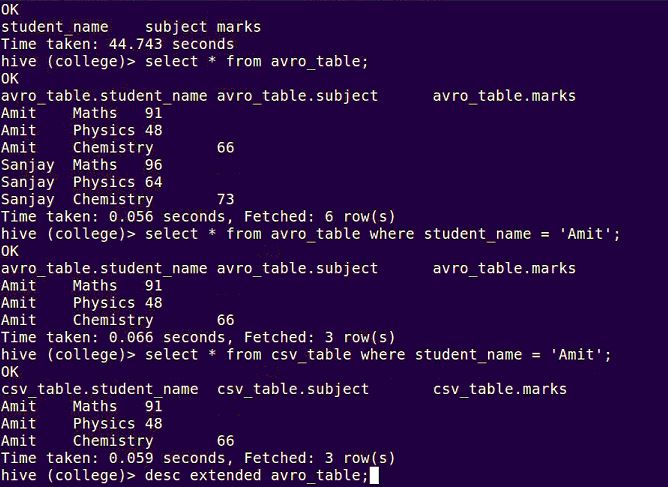 OK
student_name    subject marks
Time taken: 44.743 seconds
hive (college)> select * from avro_table;
OK
avro_table.student_name avro_table.subject      avro_table.marks
Amit    Maths   91
Amit    Physics 48
Amit    Chemistry       66
Sanjay  Maths   96
Sanjay  Physics 64
Sanjay  Chemistry       73
Time taken: 0.056 seconds, Fetched: 6 row(s)
hive (college)> select * from avro_table where student_name = 'Amit';
OK
avro_table.student_name avro_table.subject      avro_table.marks
Amit    Maths   91
Amit    Physics 48
Amit    Chemistry       66
Time taken: 0.066 seconds, Fetched: 3 row(s)
hive (college)> select * from csv_table where student_name = 'Amit';
OK
csv_table.student_name  csv_table.subject       csv_table.marks
Amit    Maths   91
Amit    Physics 48
Amit    Chemistry       66
Time taken: 0.059 seconds, Fetched: 3 row(s)
hive (college)> desc extended avro_table;